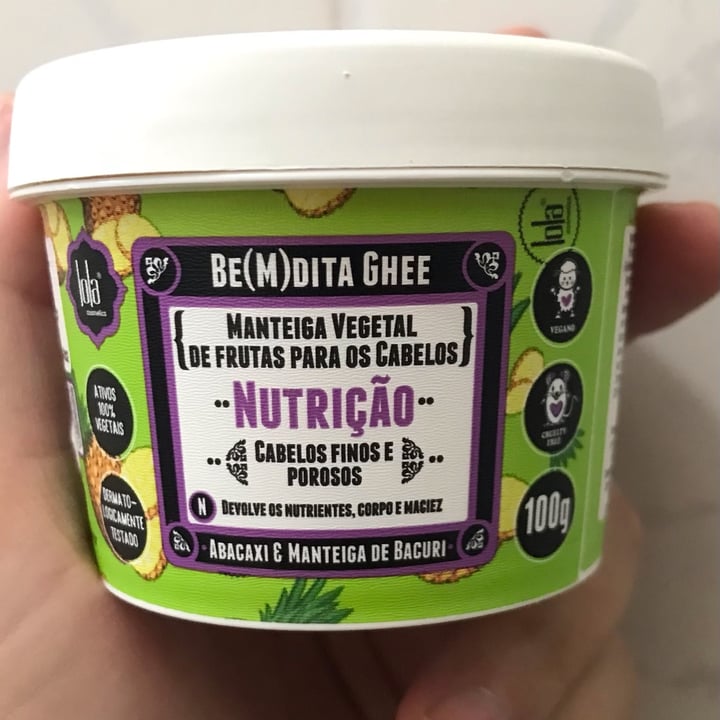 BE(M)DITA GHEE
{MANTEIGA VEGETAL
DE FRUTAS PARA OS CABELOS}
NUTRIÇÃO
CABELOS FINOS E
POROSOS
N DEVOLVE OS NUTRIENTES, CORPO E MACIEZ
ABACAXI & MANTEIGA DE BACURI
lola
cosmetics
ATIVOS
100%
VEGETAIS
DERMATO-
LOGICAMENTE
TESTADO
lola
VEGANO
CRUELTY
FREE
100g